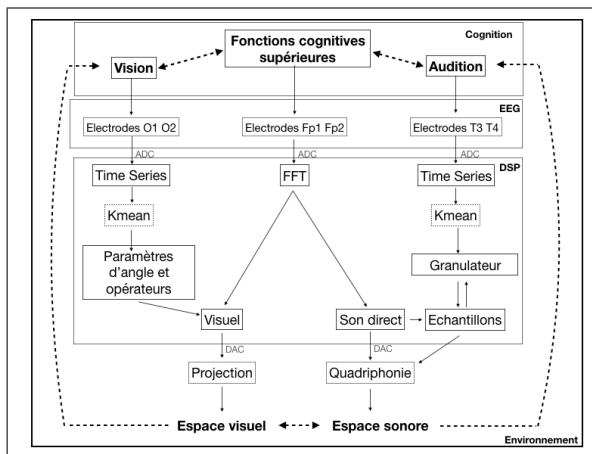 Cognition
Fonctions cognitives
supérieures
Vision
Audition
EEG
Electrodes O1 O2
Electrodes Fp1 Fp2
Electrodes T3 T4
ADC
ADC
ADC
DSP
Time Series
FFT
Time Series
Kmean
Kmean
Paramètres
d'angle et
opérateurs
Granulateur
Visuel
Son direct
Echantillons
DAC
DAC
Projection
Quadriphonie
Espace visuel
Espace sonore
Environnement